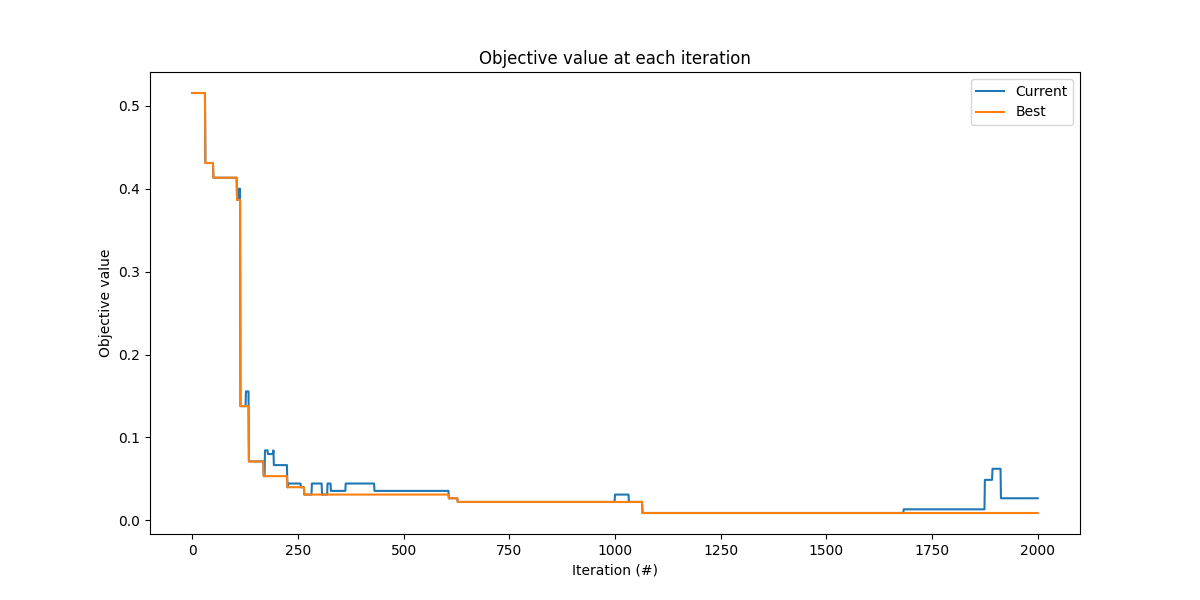 Objective value at each iteration
Current
Best
Objective value
0.5
0.4
0.3
0.2
0.1
0.0
0 250 500 750 1000 1250 1500 1750 2000
Iteration (#)